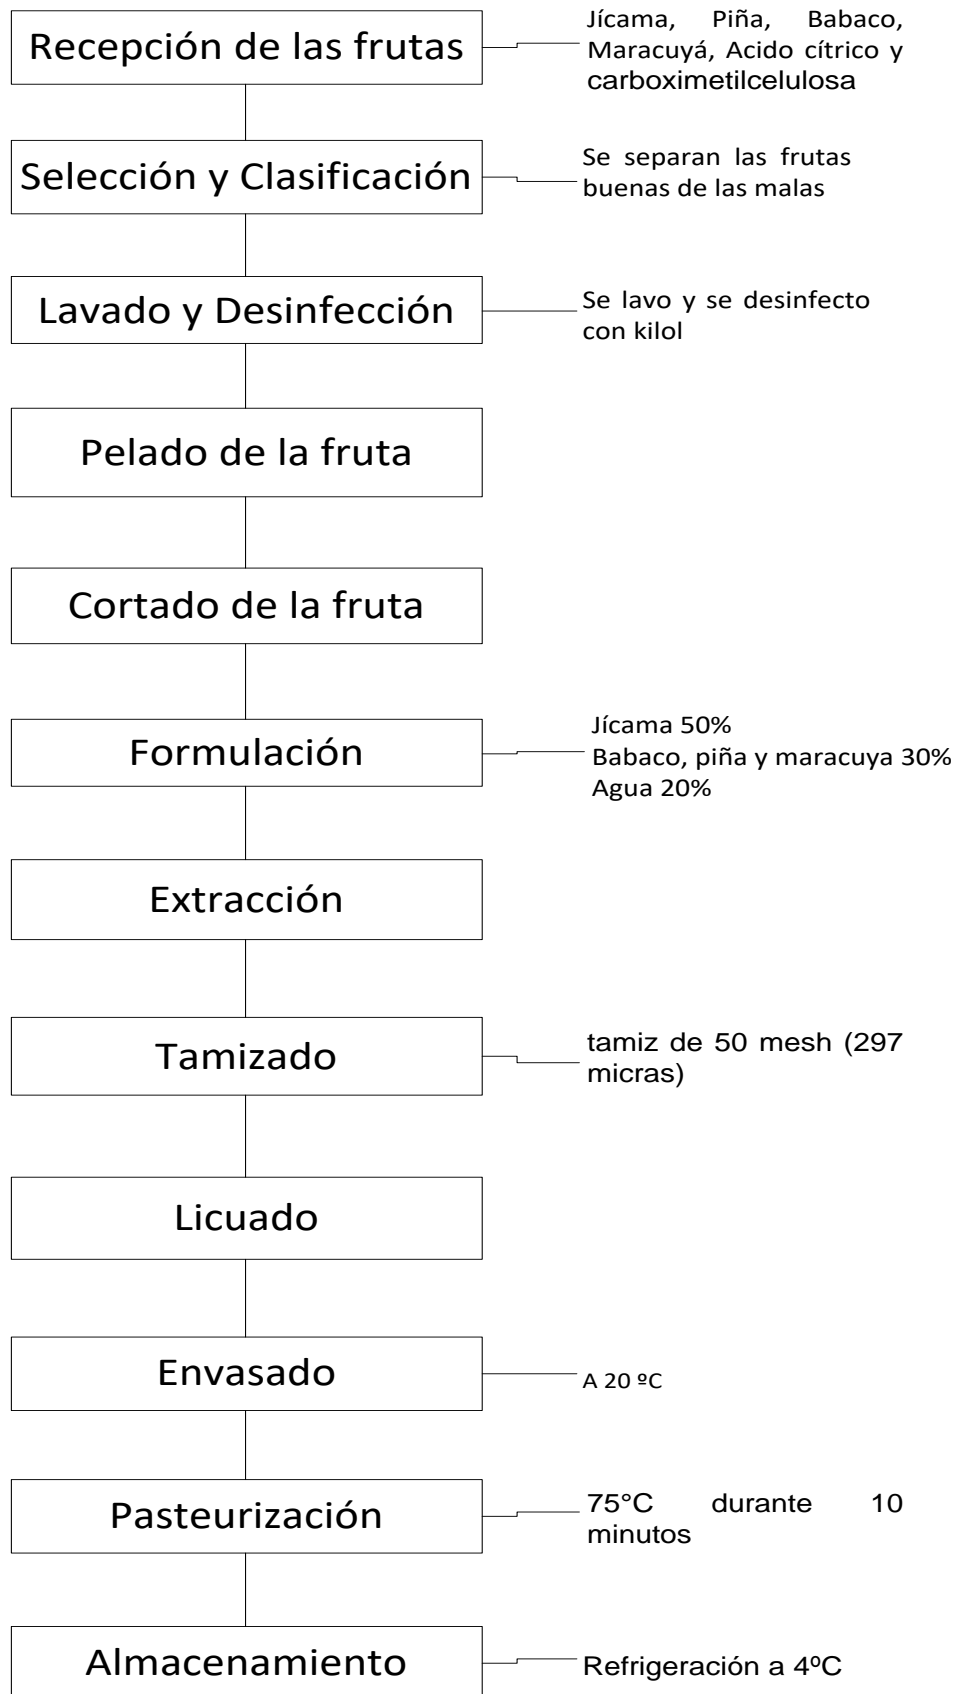 Recepción de las frutas
Jícama, Piña, Babaco,
Maracuyá, Acido cítrico y
carboximetilcelulosa
Selección y Clasificación
Se separan las frutas
buenas de las malas
Lavado y Desinfección
Se lavo y se desinfecto
con kilol
Pelado de la fruta
Cortado de la fruta
Formulación
Jícama 50%
Babaco, piña y maracuya 30%
Agua 20%
Extracción
Tamizado
tamiz de 50 mesh (297
micras)
Licuado
Envasado
A 20 ºC
Pasteurización
75°C durante 10
minutos
Almacenamiento
Refrigeración a 4ºC